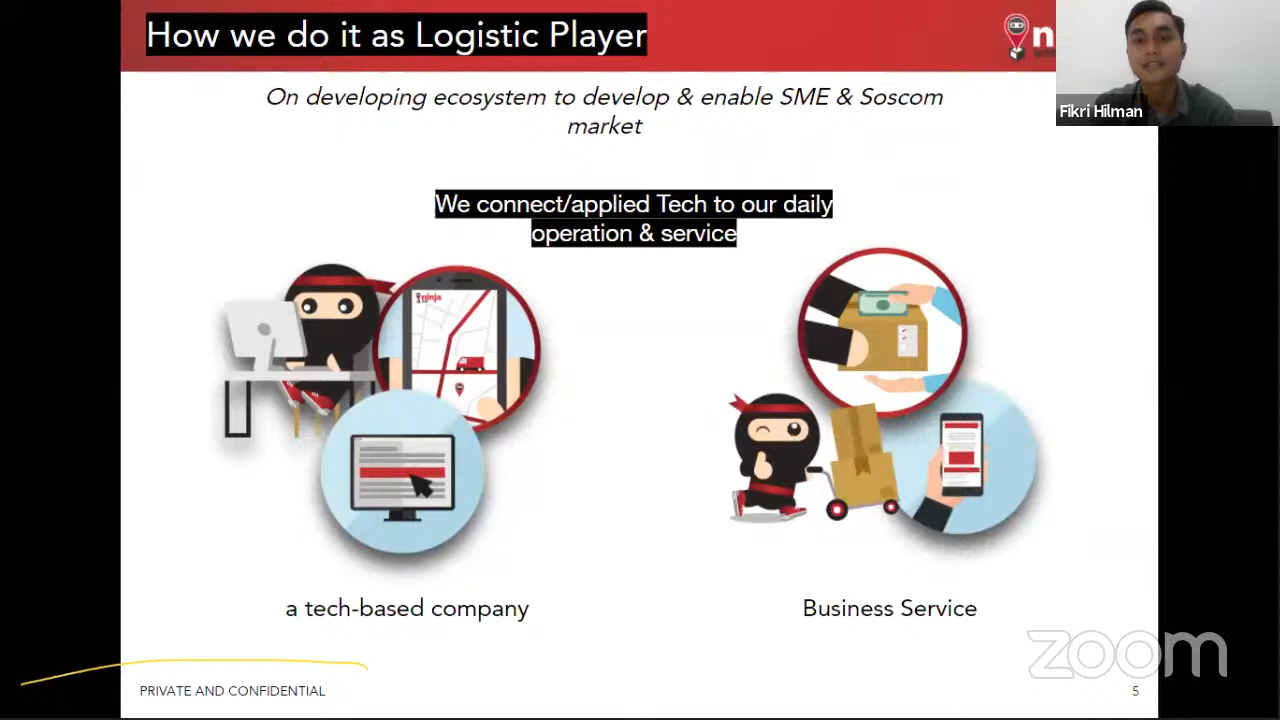 How we do it as Logistic Player
Fikri Hilman
On developing ecosystem to develop & enable SME & Soscom
market
We connect/applied Tech to our daily
operation & service
ninja
a tech-based company
Business Service
zoom
PRIVATE AND CONFIDENTIAL
5